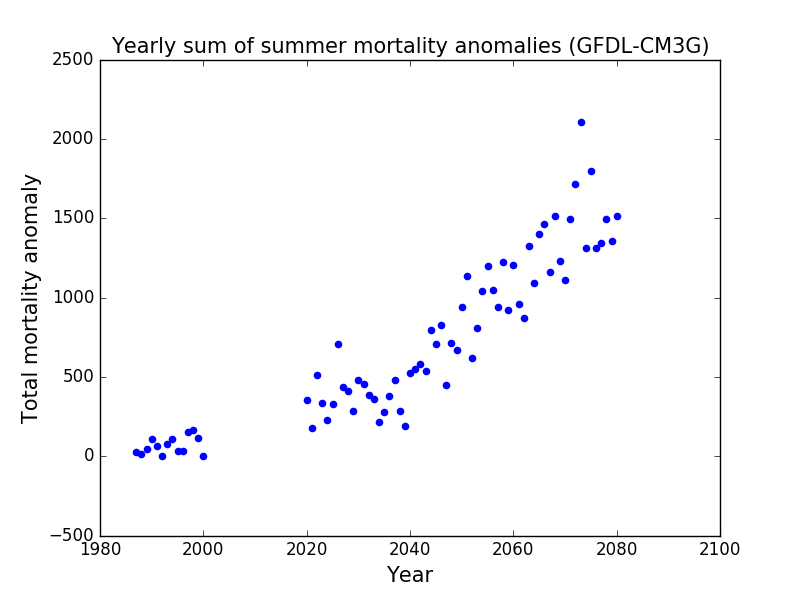 Yearly sum of summer mortality anomalies (GFDL-CM3G)
2500
2000
1500
1000
500
0
−500
Total mortality anomaly
1980 2000 2020 2040 2060 2080 2100
Year